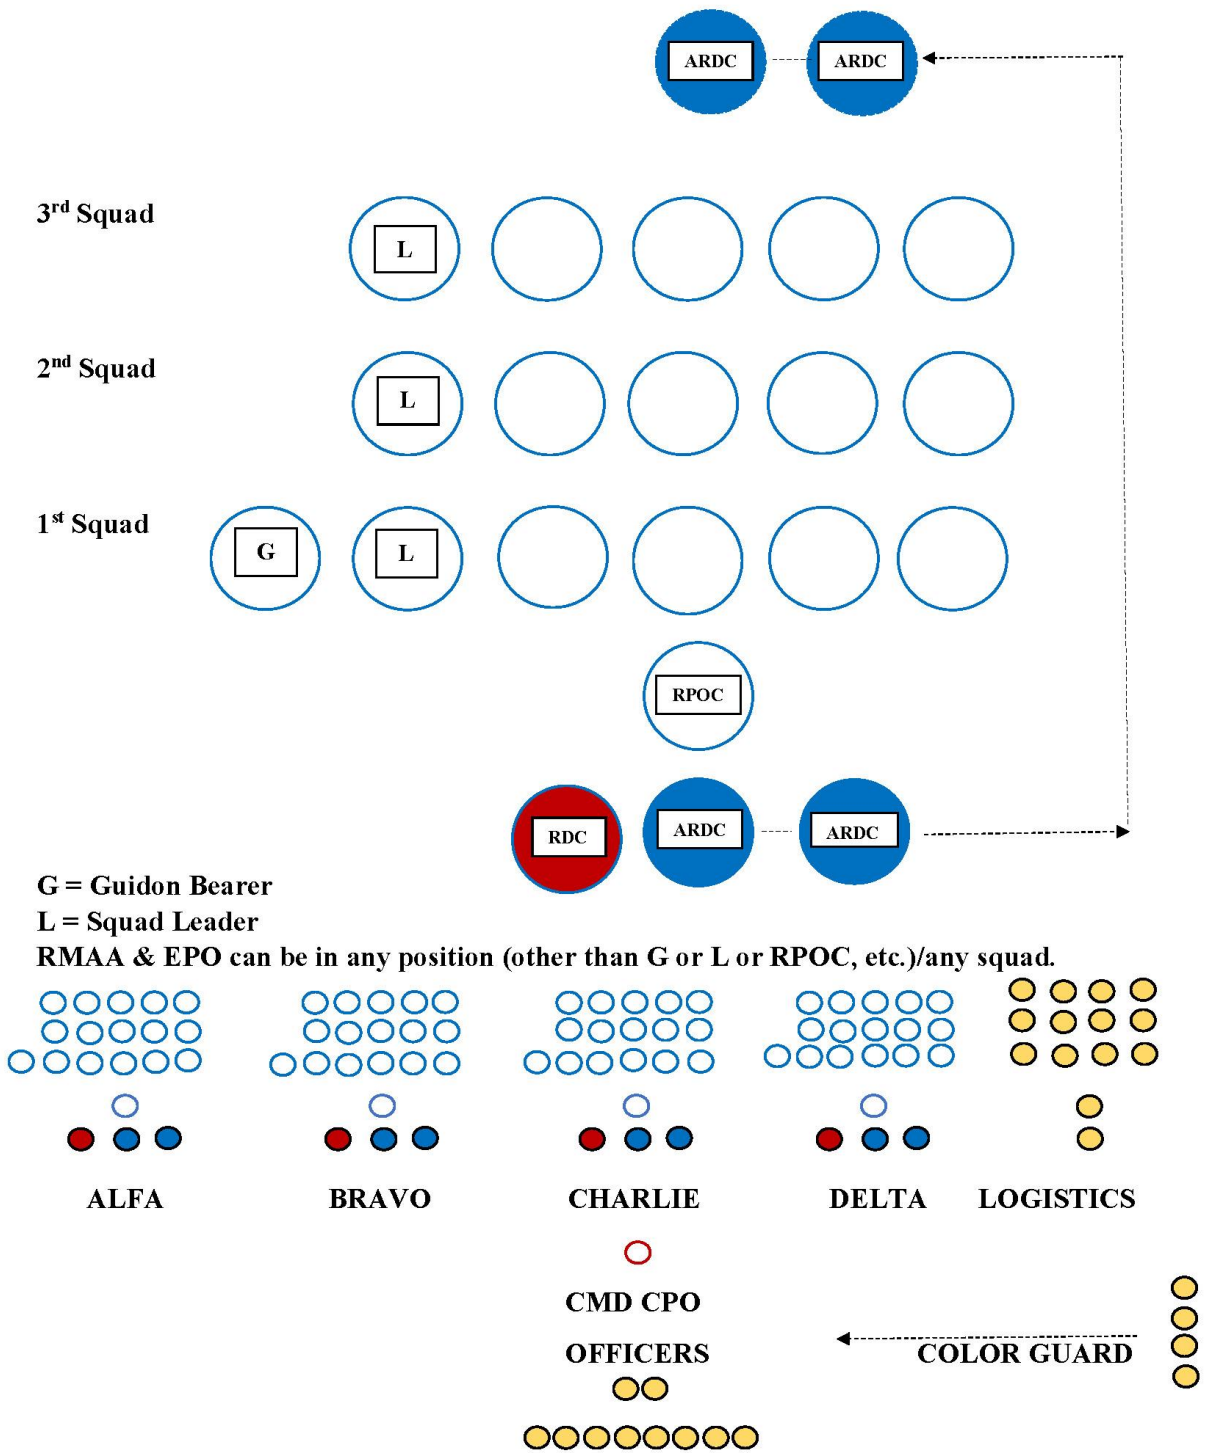 ARDC ARDC
3rd Squad
L
2nd Squad
L
1st Squad
G L
RPOC
RDC ARDC ARDC
G = Guidon Bearer
L = Squad Leader
RMAA & EPO can be in any position (other than G or L or RPOC, etc.)/any squad.
ALFA BRAVO CHARLIE DELTA LOGISTICS
CMD CPO
OFFICERS COLOR GUARD